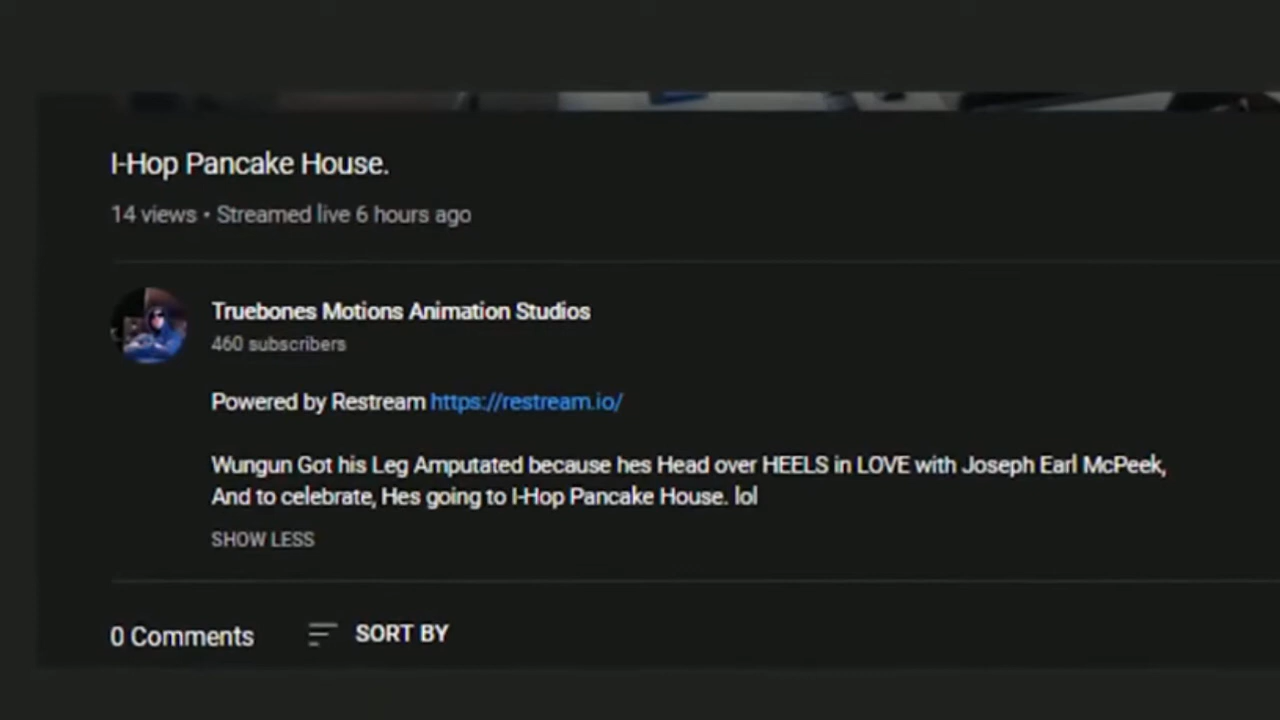 I-Hop Pancake House.
14 views • Streamed live 6 hours ago
Truebones Motions Animation Studios
460 subscribers
Powered by Restream https://restream.io/
Wungun Got his Leg Amputated because hes Head over HEELS in LOVE with Joseph Earl McPeek,
And to celebrate, Hes going to I-Hop Pancake House. lol
SHOW LESS
0 Comments SORT BY